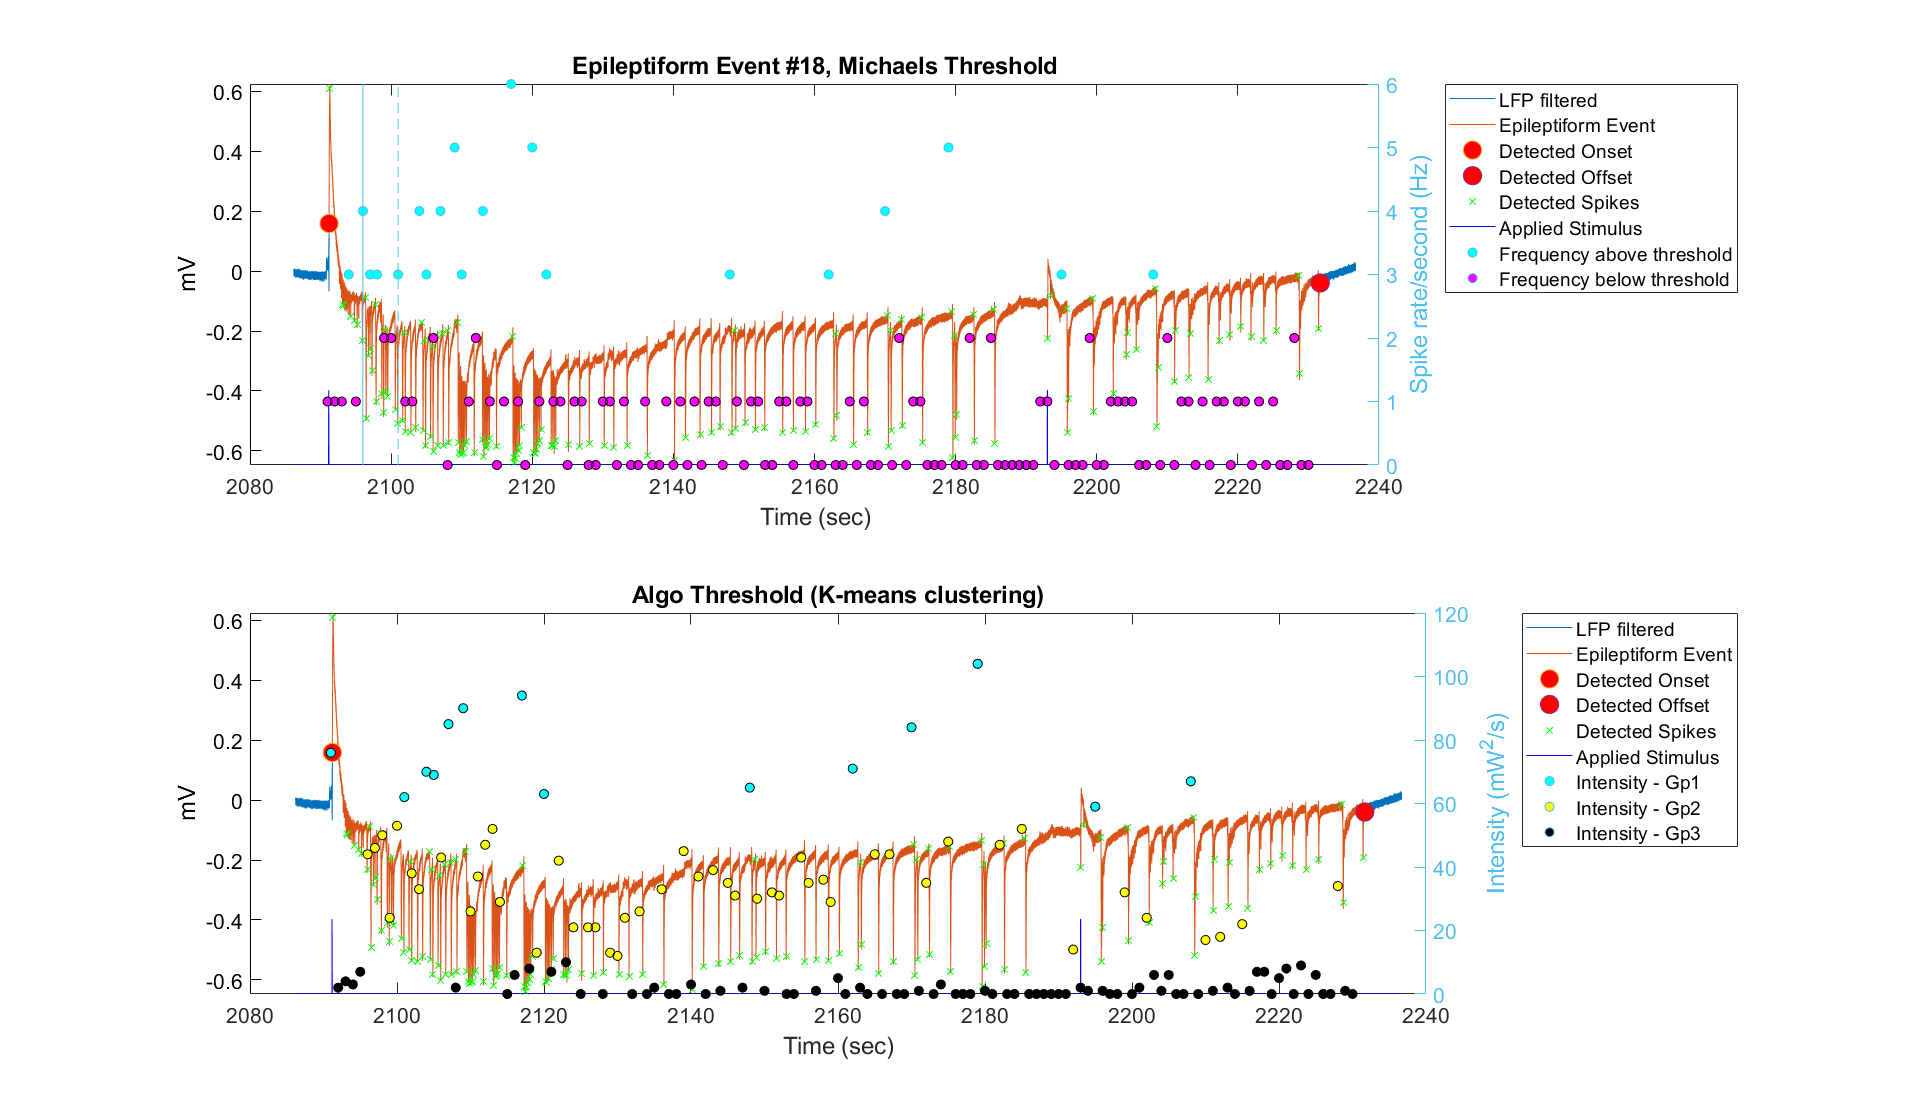 Epileptiform Event #18, Michaels Threshold
0.6
0.4
0.2
0
-0.2
-0.4
-0.6
mV
2080
2100
2120
2140
2160
2180
2200
2220
2240
Time (sec)
6
5
4
3
2
1
0
Spike rate/second (Hz)
LFP filtered
Epileptiform Event
Detected Onset
Detected Offset
Detected Spikes
Applied Stimulus
Frequency above threshold
Frequency below threshold
Algo Threshold (K-means clustering)
0.6
0.4
0.2
0
-0.2
-0.4
-0.6
mV
2080
2100
2120
2140
2160
2180
2200
2220
2240
Time (sec)
120
100
80
60
40
20
0
Intensity (mW²/s)
LFP filtered
Epileptiform Event
Detected Onset
Detected Offset
Detected Spikes
Applied Stimulus
Intensity - Gp1
Intensity - Gp2
Intensity - Gp3